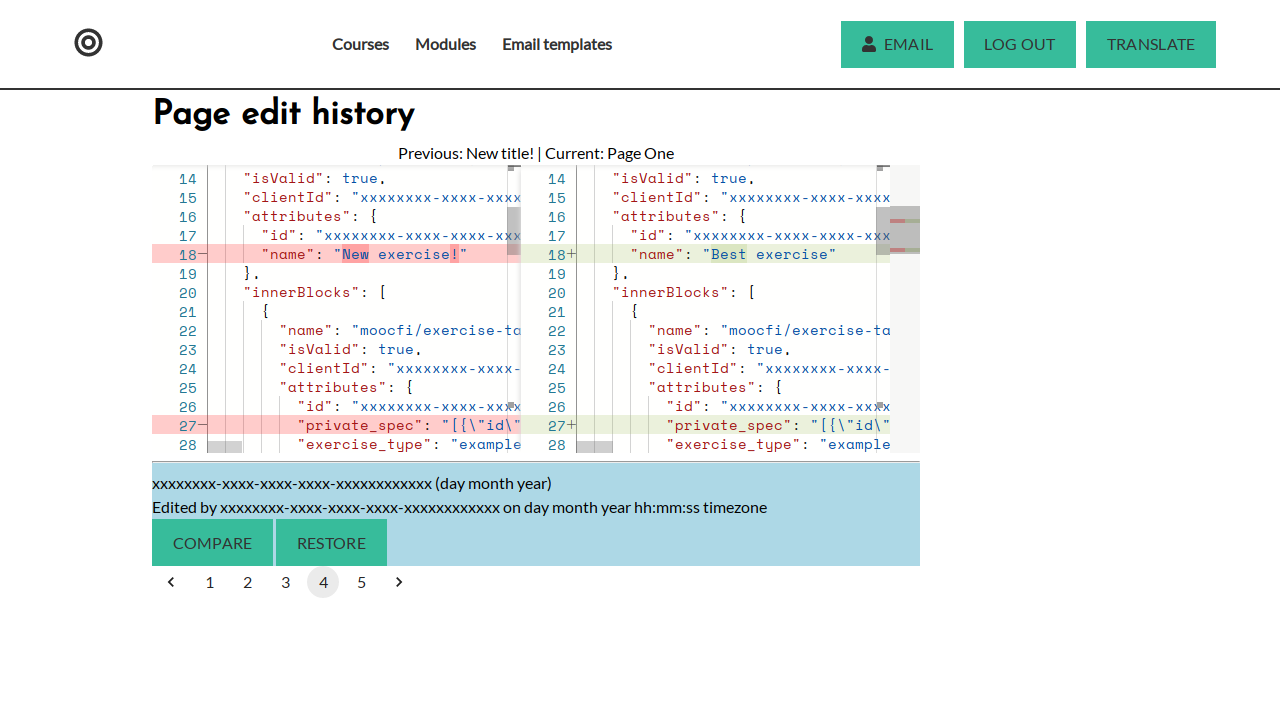 Courses Modules Email templates EMAIL LOG OUT TRANSLATE
Page edit history
Previous: New title! | Current: Page One
14 "isValid": true,
15 "clientId": "xxxxxxxx-xxxx-xxxx
16 "attributes": {
17 "id": "xxxxxxxx-xxxx-xxxx-xxx
18— "name": "New exercise!"
19 },
20 "innerBlocks": [
21 {
22 "name": "moocfi/exercise-ta
23 "isValid": true,
24 "clientId": "xxxxxxxx-xxxx-
25 "attributes": {
26 "id": "xxxxxxxx-xxxx-xxxx
27— "private_spec": "[{\"id\"
28 "exercise_type": "example
14 "isValid": true,
15 "clientId": "xxxxxxxx-xxxx-xxxx
16 "attributes": {
17 "id": "xxxxxxxx-xxxx-xxxx-xxx
18+ "name": "Best exercise"
19 },
20 "innerBlocks": [
21 {
22 "name": "moocfi/exercise-ta
23 "isValid": true,
24 "clientId": "xxxxxxxx-xxxx-
25 "attributes": {
26 "id": "xxxxxxxx-xxxx-xxxx
27+ "private_spec": "[{\"id\"
28 "exercise_type": "example
xxxxxxxx-xxxx-xxxx-xxxx-xxxxxxxxxxxx (day month year)
Edited by xxxxxxxx-xxxx-xxxx-xxxx-xxxxxxxxxxxx on day month year hh:mm:ss timezone
COMPARE RESTORE
1 2 3 4 5